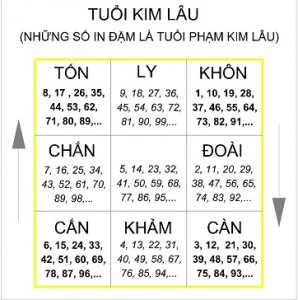 TUỔI KIM LÂU
(NHỮNG SỐ IN ĐẬM LÀ TUỔI PHẠM KIM LÂU)
TỐN
8, 17 , 26, 35,
44, 53, 62,
71, 80, 89,...
LY
9, 18, 27, 36,
45, 54, 63, 72,
81, 90, 99,...
KHÔN
1, 10, 19, 28,
37, 46, 55, 64,
73, 82, 91,...
CHẤN
7, 16, 25, 34,
43, 52, 61, 70,
89, 98,...
5, 14, 23, 32,
41, 50, 59, 68,
77, 86, 95,...
ĐOÀI
2, 11, 20, 29,
38, 47, 56, 65,
74, 83, 92,...
CẤN
6, 15, 24, 33,
42, 51, 60, 69,
78, 87, 96,...
KHẢM
4, 13, 22, 31,
40, 49, 58, 67,
76, 85, 94,...
CÀN
3, 12, 21, 30,
39, 48, 57, 66,
75, 84, 93,...